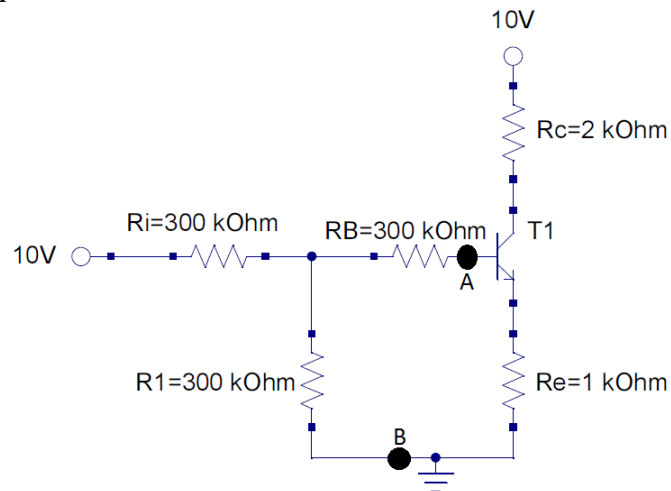 10V
Rc=2 kOhm
Ri=300 kOhm
RB=300 kOhm
T1
10V
A
R1=300 kOhm
Re=1 kOhm
B